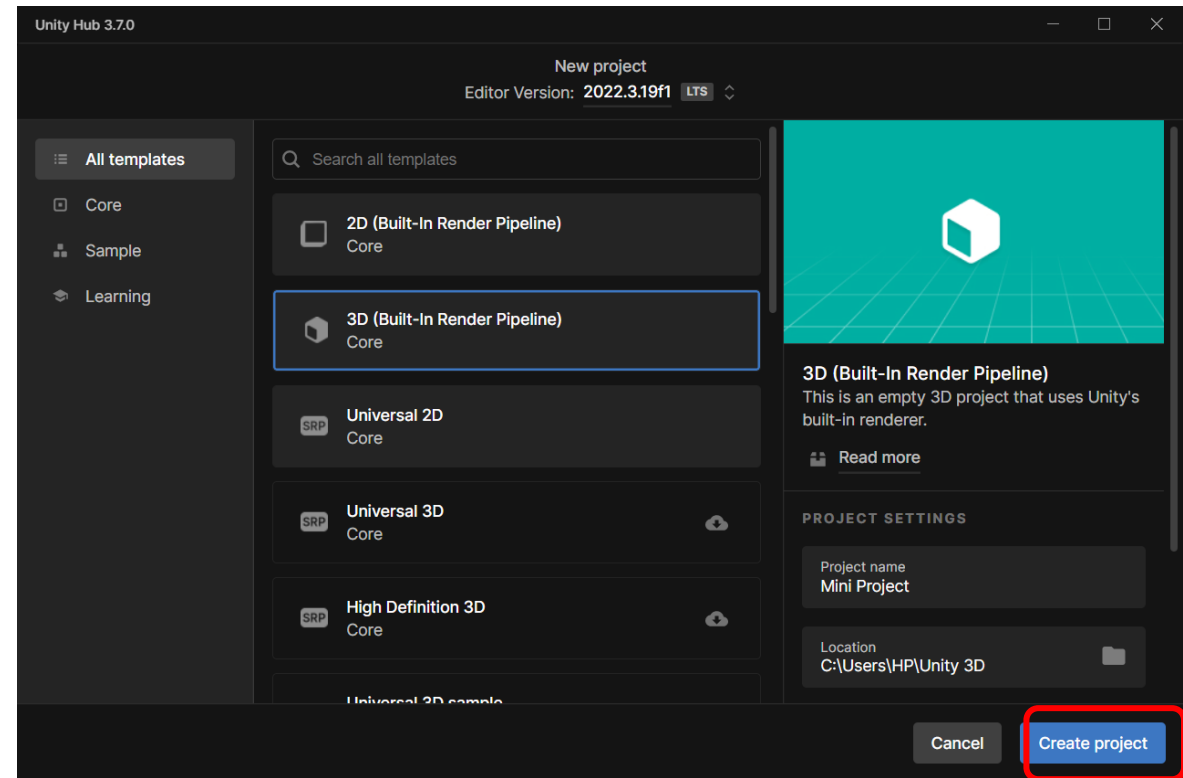 Unity Hub 3.7.0
New project
Editor Version: 2022.3.19f1 LTS
All templates
Core
Sample
Learning
Search all templates
2D (Built-In Render Pipeline)
Core
3D (Built-In Render Pipeline)
Core
Universal 2D
Core
SRP
Universal 3D
Core
SRP
High Definition 3D
Core
SRP
Universal 3D sample
3D (Built-In Render Pipeline)
This is an empty 3D project that uses Unity's
built-in renderer.
Read more
PROJECT SETTINGS
Project name
Mini Project
Location
C:\Users\HP\Unity 3D
Cancel
Create project